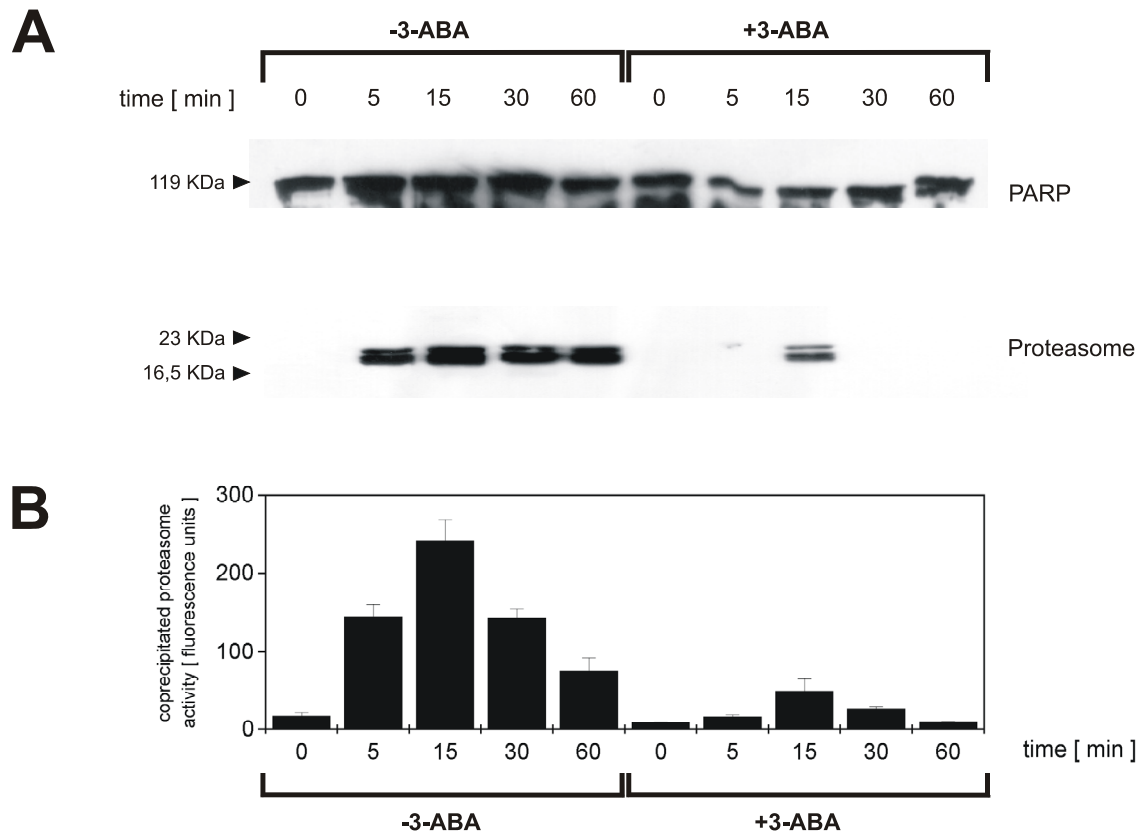 A
-3-ABA +3-ABA
time [ min ] 0 5 15 30 60 0 5 15 30 60
119 KDa
PARP
23 KDa
Proteasome
16,5 KDa
B
coprecipitated proteasome
activity [ fluorescence units ]
300
200
100
0
0 5 15 30 60 0 5 15 30 60 time [ min ]
-3-ABA +3-ABA